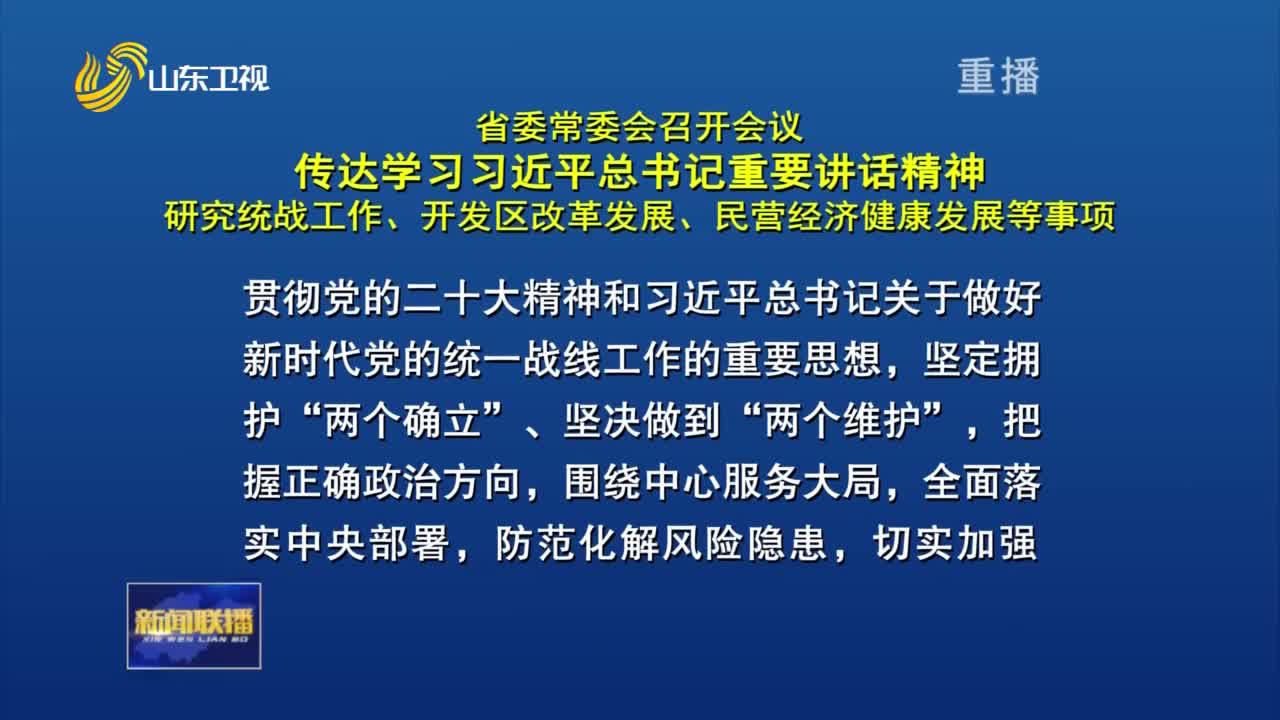 山东卫视
重播
省委常委会召开会议
传达学习习近平总书记重要讲话精神
研究统战工作、开发区改革发展、民营经济健康发展等事项
贯彻党的二十大精神和习近平总书记关于做好
新时代党的统一战线工作的重要思想，坚定拥
护“两个确立”、坚决做到“两个维护”，把
握正确政治方向，围绕中心服务大局，全面落
实中央部署，防范化解风险隐患，切实加强
新闻联播
XIN WEN LIAN BO